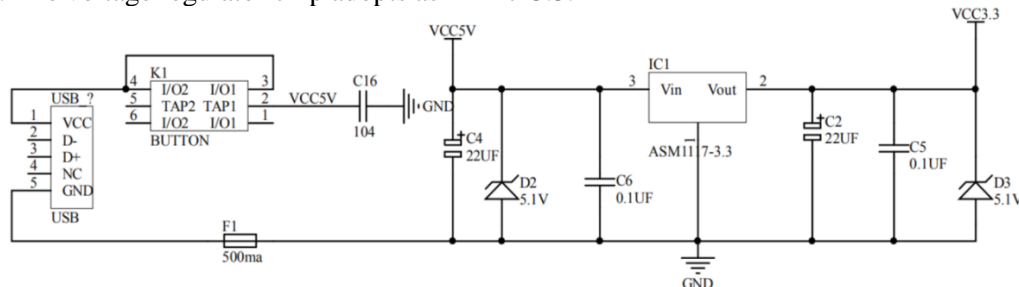 VCC3.3
VCC5V
K1
4 I/O2 I/O1 3
5 TAP2 TAP1 2
6 I/O2 I/O1 1
BUTTON
VCC5V
C16
104
GND
USB_?
1 VCC
2 D-
3 D+
4 NC
5 GND
USB
F1
500ma
C4
22UF
D2
5.1V
C6
0.1UF
IC1
3 Vin Vout 2
1
ASM1117-3.3
GND
C2
22UF
C5
0.1UF
D3
5.1V